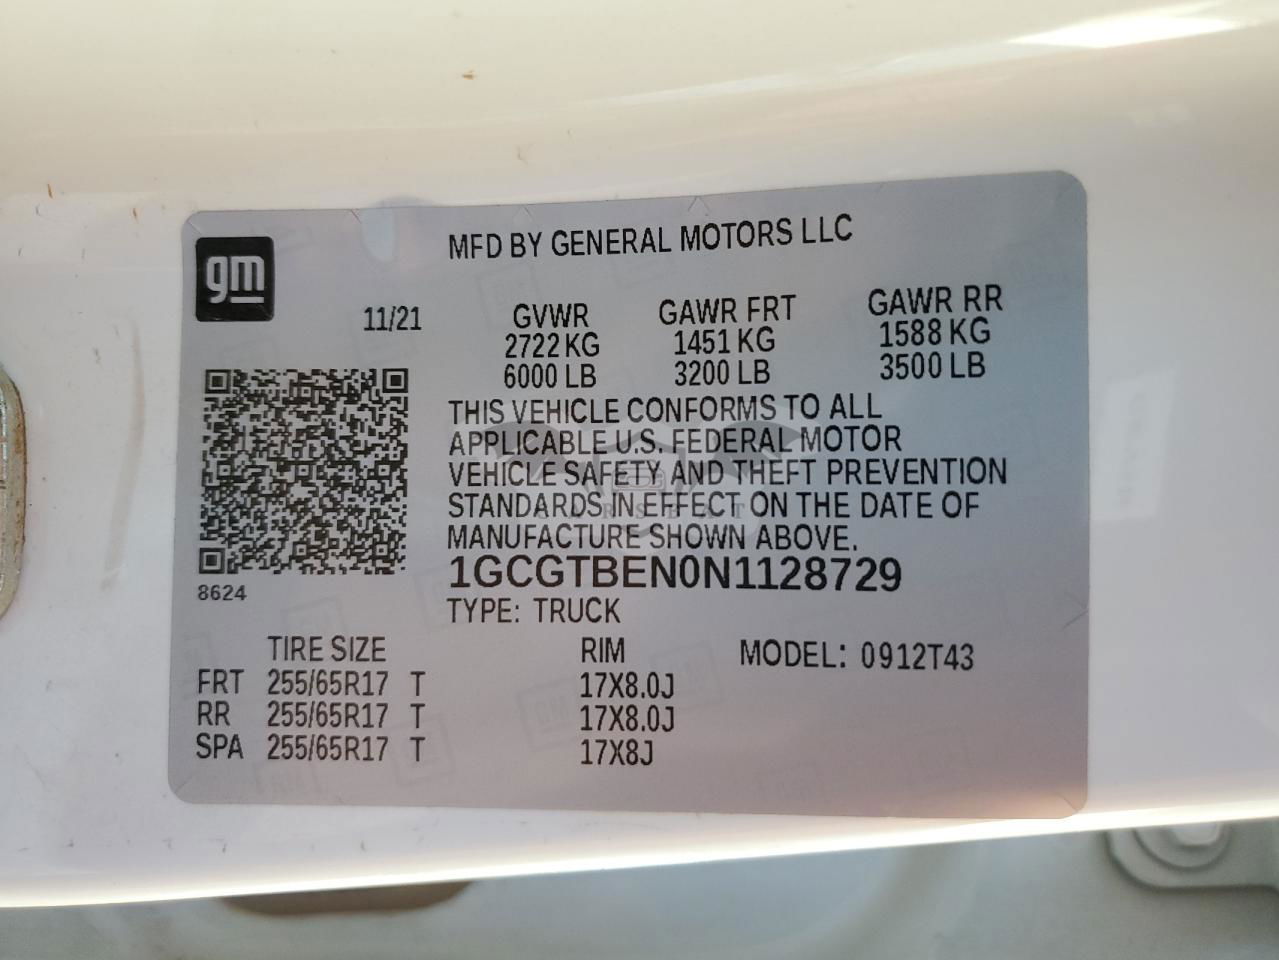 MFD BY GENERAL MOTORS LLC
gm
11/21
GVWR GAWR FRT GAWR RR
2722 KG 1451 KG 1588 KG
6000 LB 3200 LB 3500 LB
THIS VEHICLE CONFORMS TO ALL
APPLICABLE U.S. FEDERAL MOTOR
VEHICLE SAFETY, AND THEFT PREVENTION
STANDARDS IN EFFECT ON THE DATE OF
MANUFACTURE SHOWN ABOVE.
1GCGTBEN0N1128729
8624
TYPE: TRUCK
TIRE SIZE RIM MODEL: 0912T43
FRT 255/65R17 T 17X8.0J
RR 255/65R17 T 17X8.0J
SPA 255/65R17 T 17X8J